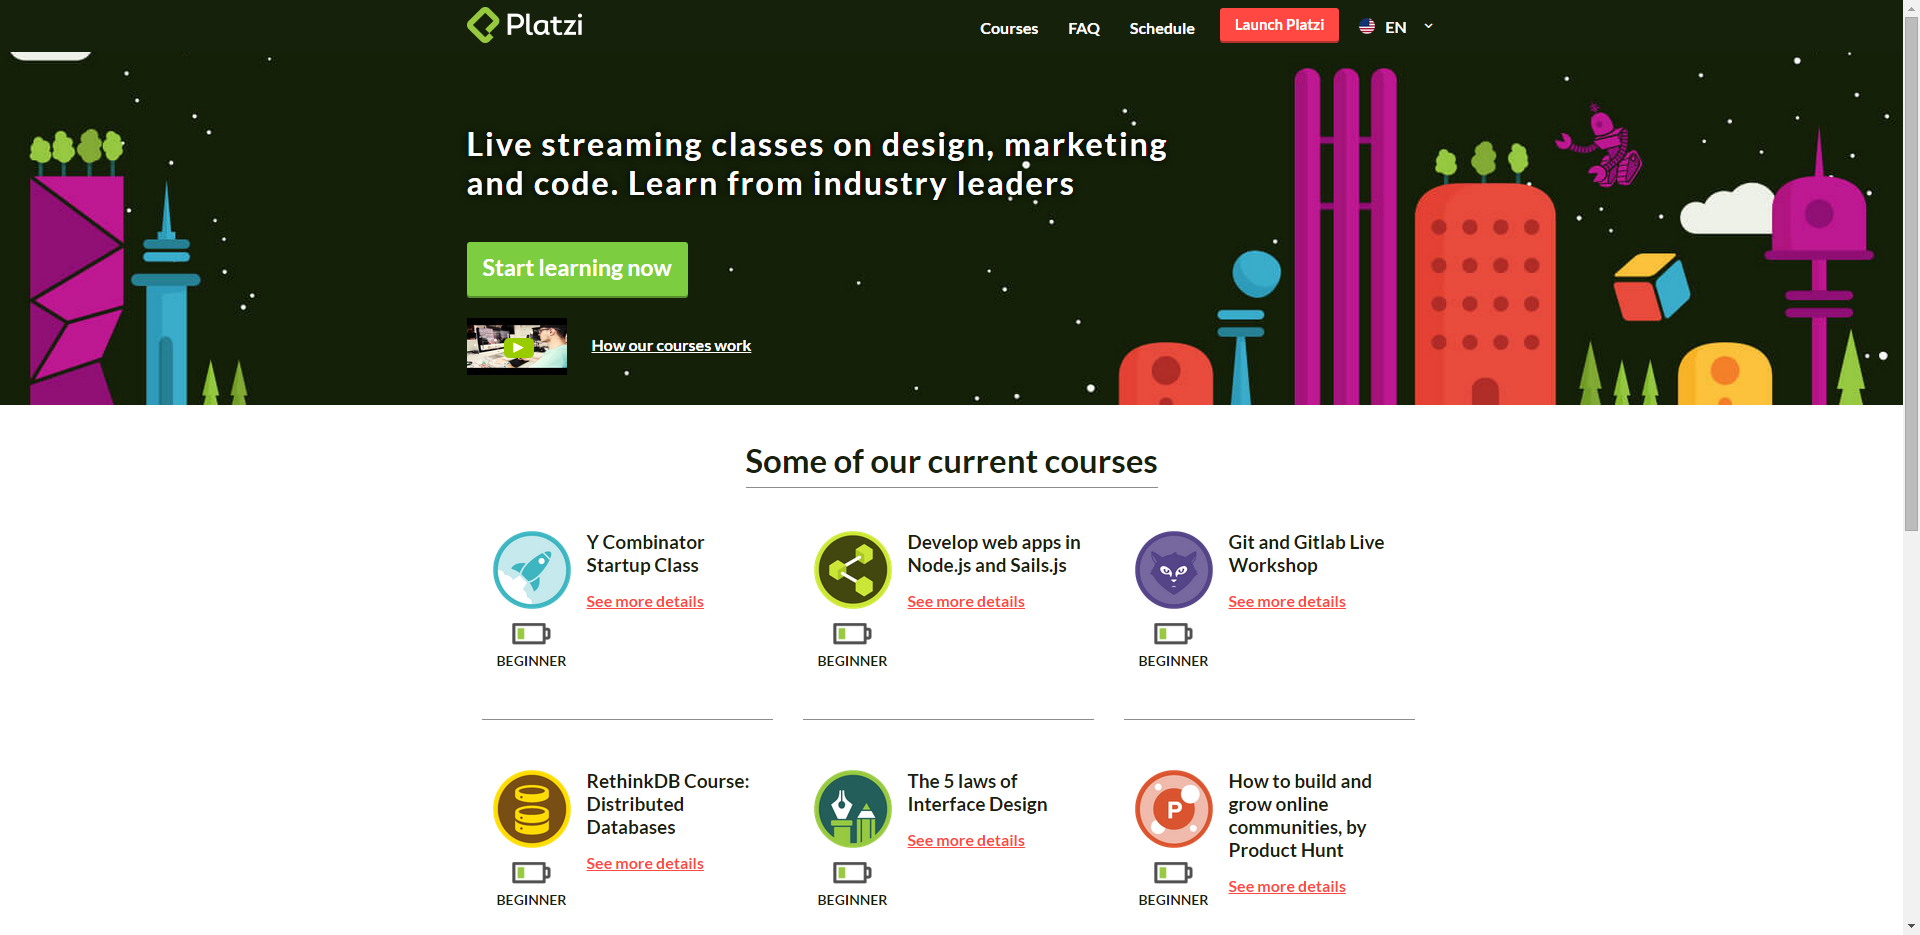 Platzi
Courses
FAQ
Schedule
Launch Platzi
EN
Live streaming classes on design, marketing
and code. Learn from industry leaders
Start learning now
How our courses work
Some of our current courses
Y Combinator
Startup Class
See more details
BEGINNER
Develop web apps in
Node.js and Sails.js
See more details
BEGINNER
Git and Gitlab Live
Workshop
See more details
BEGINNER
RethinkDB Course:
Distributed
Databases
See more details
BEGINNER
The 5 laws of
Interface Design
See more details
BEGINNER
P
How to build and
grow online
communities, by
Product Hunt
See more details
BEGINNER